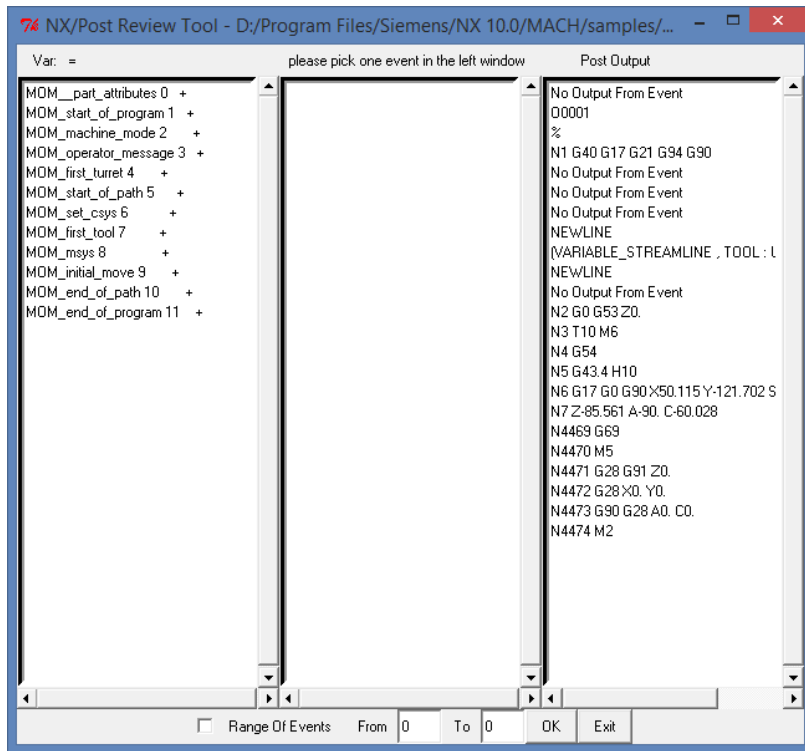 7% NX/Post Review Tool - D:/Program Files/Siemens/NX 10.0/MACH/samples/...
Var: = please pick one event in the left window Post Output
MOM__part_attributes 0 +
MOM_start_of_program 1 +
MOM_machine_mode 2 +
MOM_operator_message 3 +
MOM_first_turret 4 +
MOM_start_of_path 5 +
MOM_set_csys 6 +
MOM_first_tool 7 +
MOM_msys 8 +
MOM_initial_move 9 +
MOM_end_of_path 10 +
MOM_end_of_program 11 +
No Output From Event
O0001
%
N1 G40 G17 G21 G94 G90
No Output From Event
No Output From Event
No Output From Event
NEWLINE
(VARIABLE_STREAMLINE , TOOL :
NEWLINE
No Output From Event
N2 G0 G53 Z0.
N3 T10 M6
N4 G54
N5 G43.4 H10
N6 G17 G0 G90 X50.115 Y-121.702 S
N7 Z-85.561 A-90. C-60.028
N4469 G69
N4470 M5
N4471 G28 G91 Z0.
N4472 G28 X0. Y0.
N4473 G90 G28 A0. C0.
N4474 M2
Range Of Events From 0 To 0 OK Exit